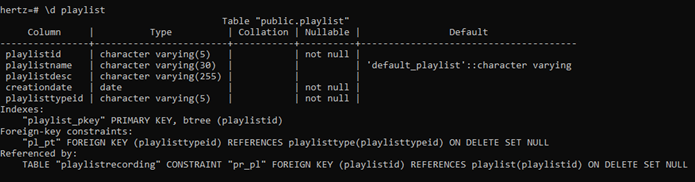 hertz=# \d playlist
Table "public.playlist"
Column | Type | Collation | Nullable | Default
----------------+------------------------+-----------+----------+---------------------------------------
playlistid | character varying(5) | | not null |
playlistname | character varying(30) | | | 'default_playlist'::character varying
playlistdesc | character varying(255) | | |
creationdate | date | | not null |
playlisttypeid | character varying(5) | | not null |
Indexes:
"playlist_pkey" PRIMARY KEY, btree (playlistid)
Foreign-key constraints:
"pl_pt" FOREIGN KEY (playlisttypeid) REFERENCES playlisttype(playlisttypeid) ON DELETE SET NULL
Referenced by:
TABLE "playlistrecording" CONSTRAINT "pr_pl" FOREIGN KEY (playlistid) REFERENCES playlist(playlistid) ON DELETE SET NULL